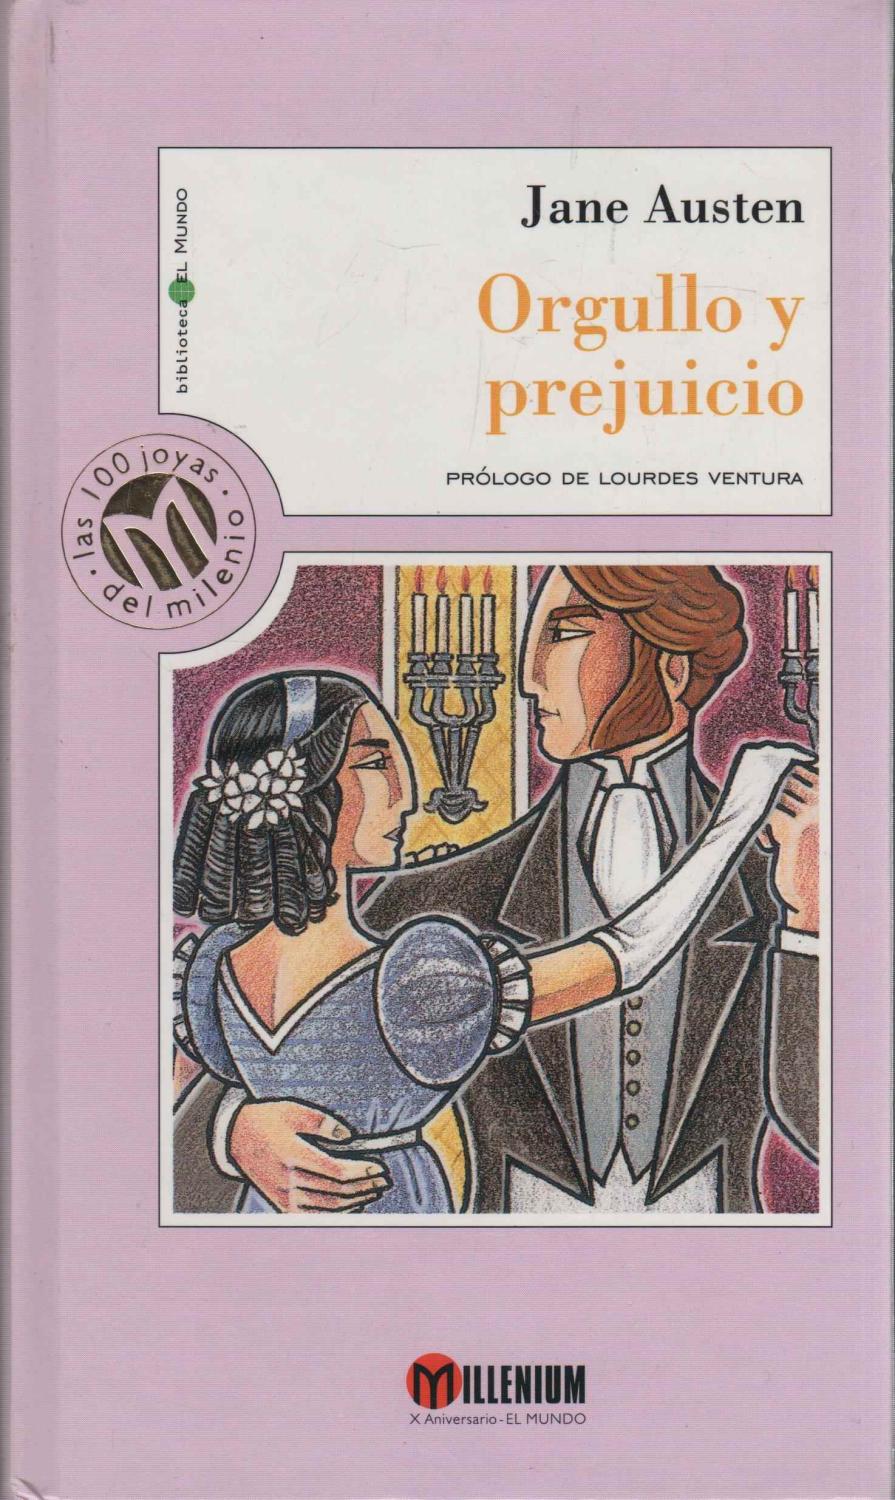 biblioteca EL MUNDO
Jane Austen
Orgullo y
prejuicio
PRÓLOGO DE LOURDES VENTURA
· las 100 joyas ·
del milenio
M
MILLENIUM
X Aniversario - EL MUNDO